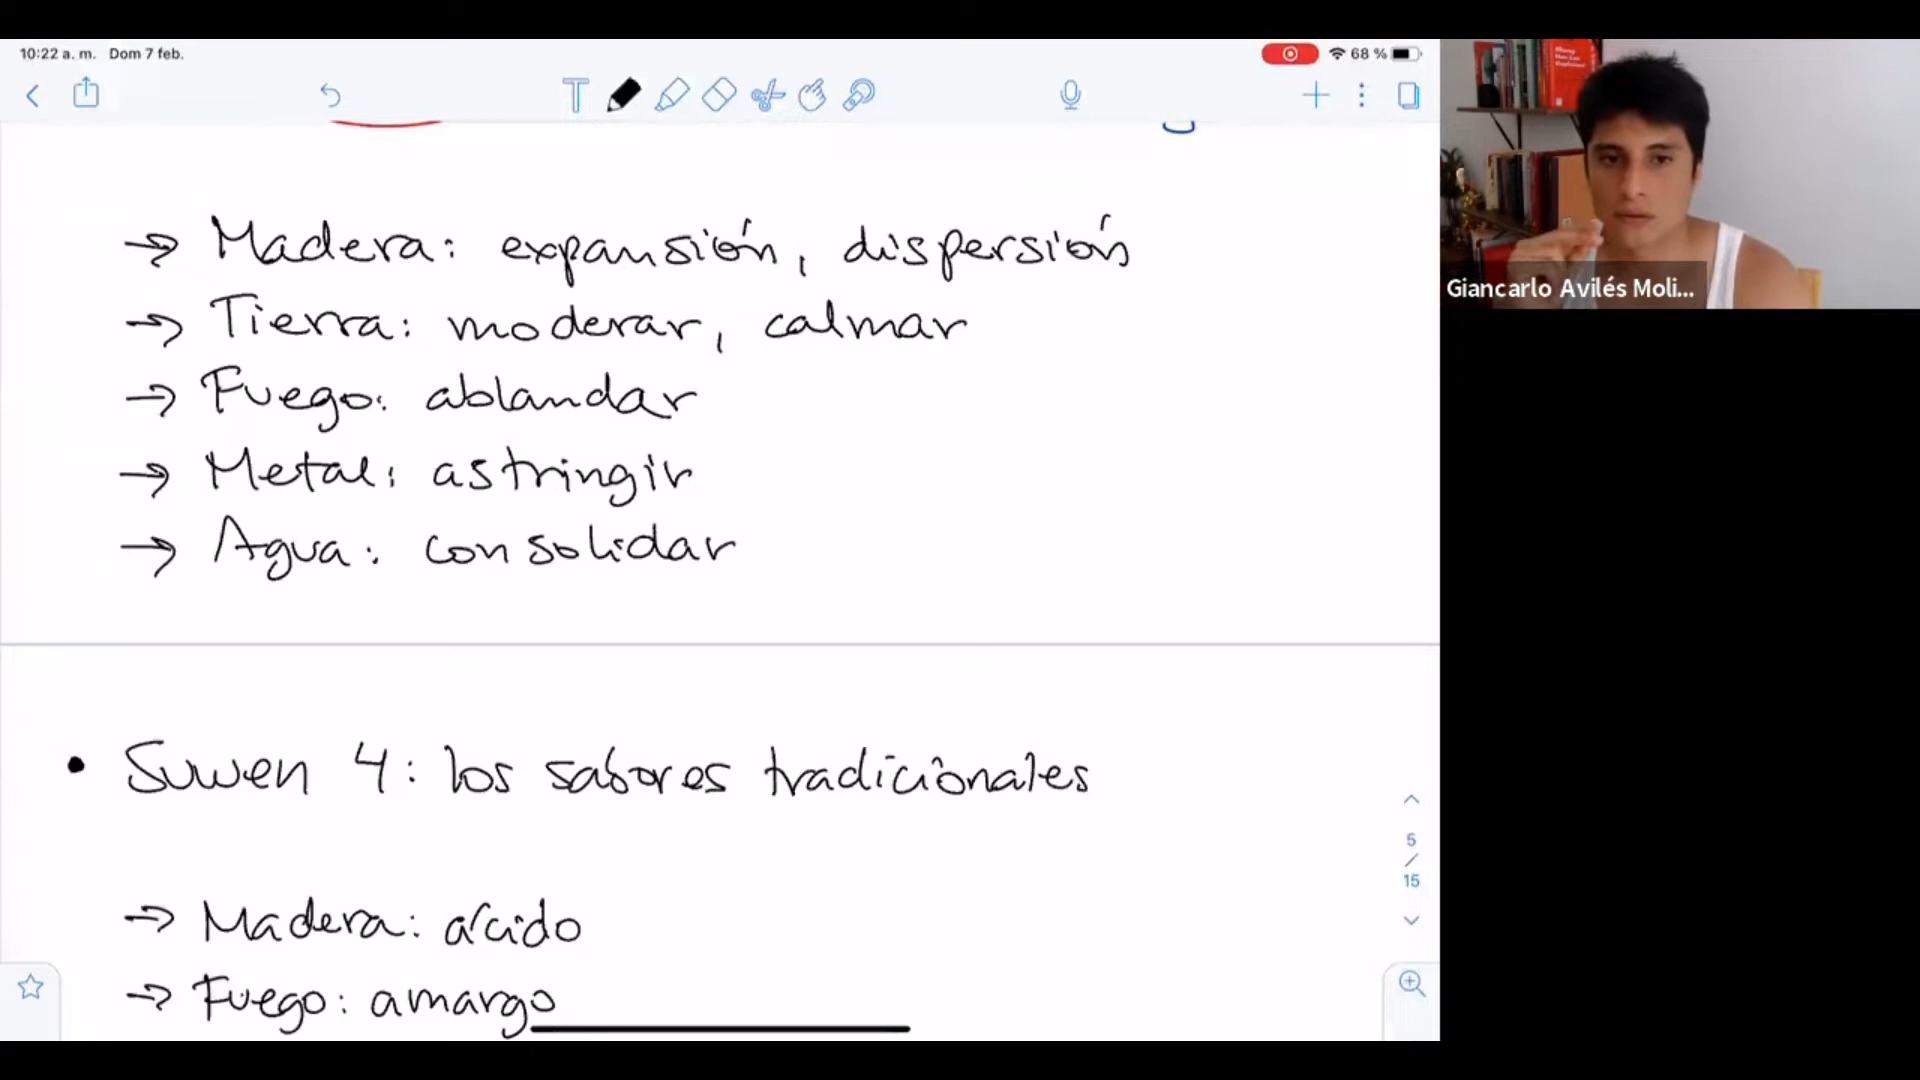 10:22 a. m. Dom 7 feb.
68 %
→ Madera: expansión, dispersión
→ Tierra: moderar, calmar
→ Fuego: ablandar
→ Metal: astringir
→ Agua: consolidar
• Suwen 4: los sabores tradicionales
→ Madera: ácido
→ Fuego: amargo
5
/
15
Giancarlo Avilés Moli...